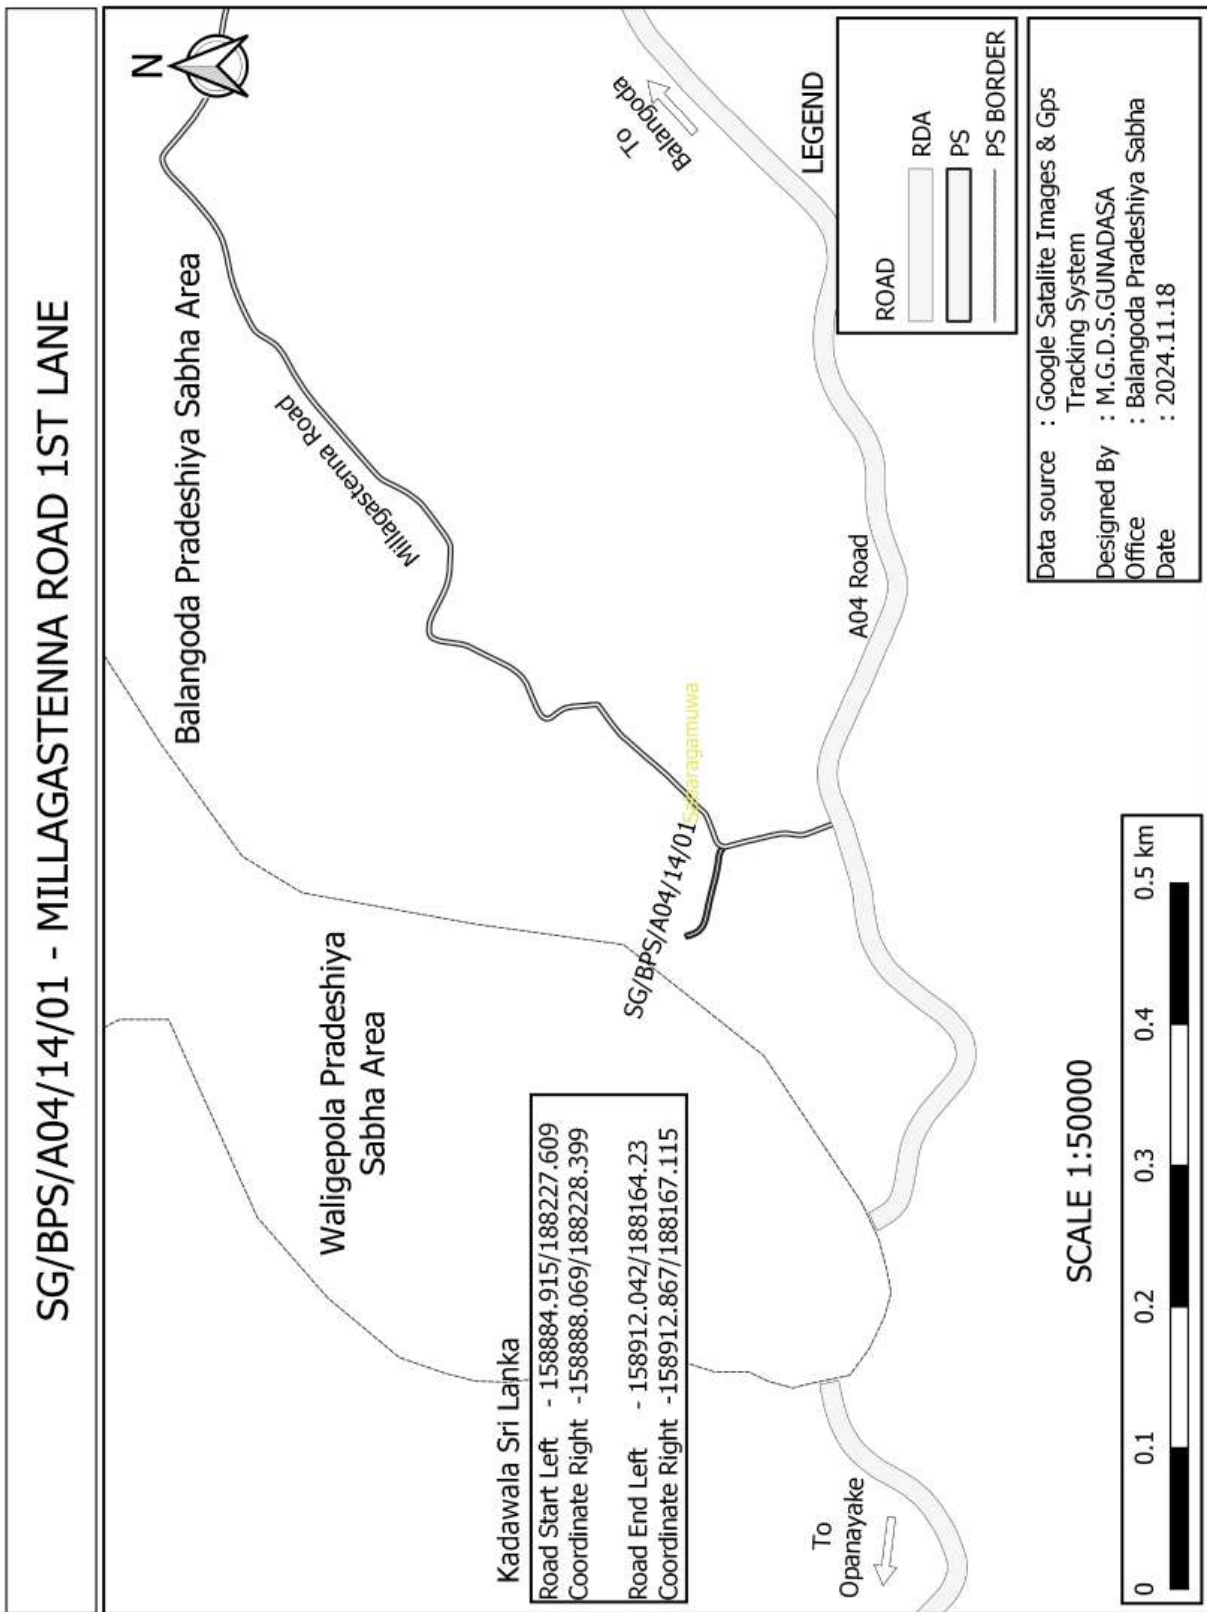 SG/BPS/A04/14/01 - MILLAGASTENNA ROAD 1ST LANE
N
Balangoda Pradeshiya Sabha Area
Millagastenna Road
To
Balangoda
Waligepola Pradeshiya
Sabha Area
SG/BPS/A04/14/01
Sabaragamuwa
A04 Road
Kadawala Sri Lanka
Road Start Left - 158884.915/188227.609
Coordinate Right -158888.069/188228.399
Road End Left - 158912.042/188164.23
Coordinate Right -158912.867/188167.115
To
Opanayake
LEGEND
ROAD
RDA
PS
PS BORDER
SCALE 1:50000
0 0.1 0.2 0.3 0.4 0.5 km
Data source : Google Satalite Images & Gps
Tracking System
Designed By : M.G.D.S.GUNADASA
Office : Balangoda Pradeshiya Sabha
Date : 2024.11.18